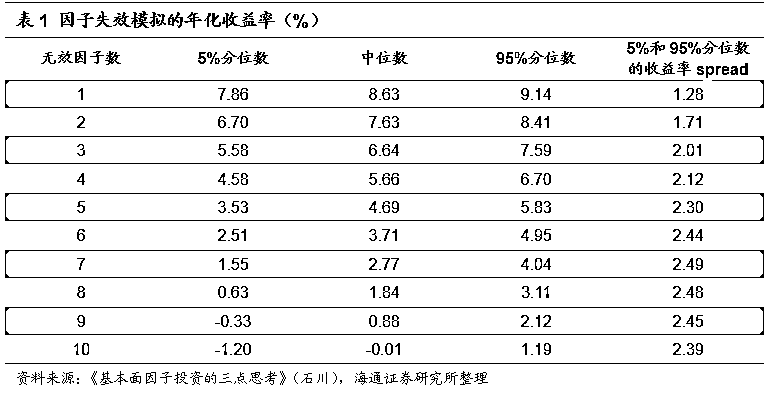 表 1 因子失效模拟的年化收益率（%）
无效因子数 5%分位数 中位数 95%分位数 5%和 95%分位数的收益率 spread
1 7.86 8.63 9.14 1.28
2 6.70 7.63 8.41 1.71
3 5.58 6.64 7.59 2.01
4 4.58 5.66 6.70 2.12
5 3.53 4.69 5.83 2.30
6 2.51 3.71 4.95 2.44
7 1.55 2.77 4.04 2.49
8 0.63 1.84 3.11 2.48
9 -0.33 0.88 2.12 2.45
10 -1.20 -0.01 1.19 2.39
资料来源：《基本面因子投资的三点思考》（石川），海通证券研究所整理